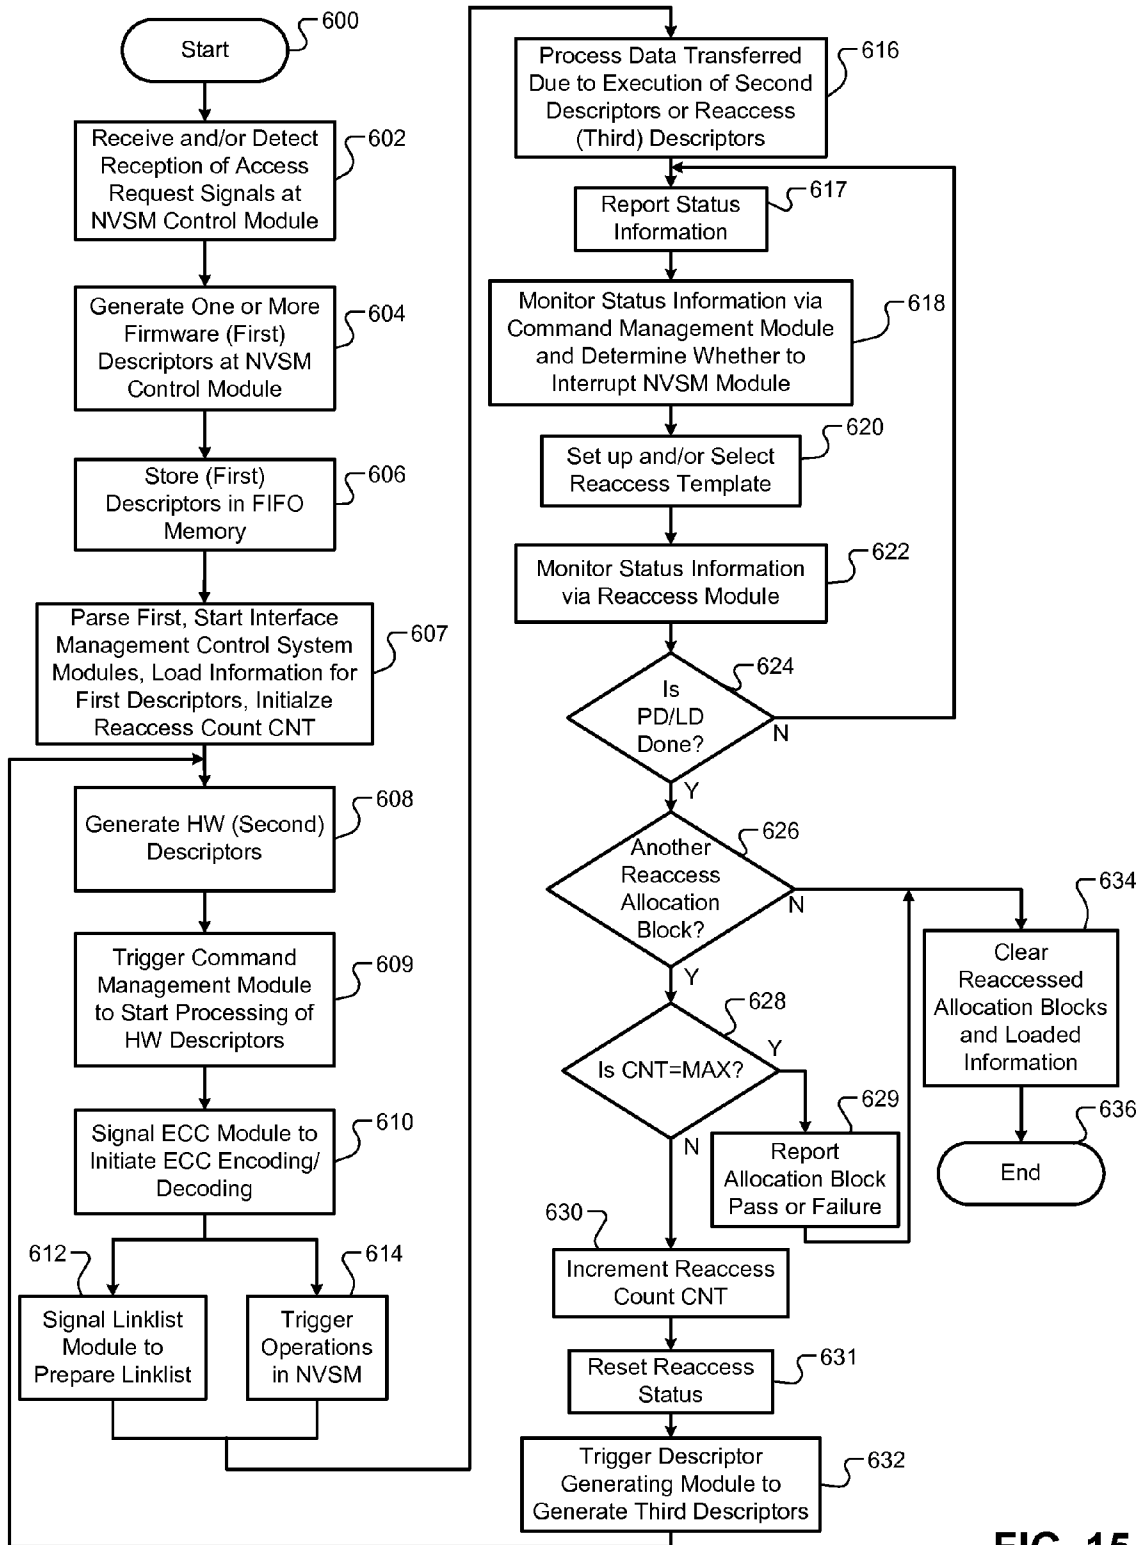 Start
600
Receive and/or Detect
Reception of Access
Request Signals at
NVSM Control Module
602
Generate One or More
Firmware (First)
Descriptors at NVSM
Control Module
604
Store (First)
Descriptors in FIFO
Memory
606
Parse First, Start Interface
Management Control System
Modules, Load Information for
First Descriptors, Initialze
Reaccess Count CNT
607
Generate HW (Second)
Descriptors
608
Trigger Command
Management Module
to Start Processing of
HW Descriptors
609
Signal ECC Module to
Initiate ECC Encoding/
Decoding
610
612
Signal Linklist
Module to
Prepare Linklist
614
Trigger
Operations
in NVSM
Process Data Transferred
Due to Execution of Second
Descriptors or Reaccess
(Third) Descriptors
616
Report Status
Information
617
Monitor Status Information via
Command Management Module
and Determine Whether to
Interrupt NVSM Module
618
Set up and/or Select
Reaccess Template
620
Monitor Status Information
via Reaccess Module
622
Is
PD/LD
Done?
624
N
Y
Another
Reaccess
Allocation
Block?
626
N
Y
Is CNT=MAX?
628
Y
N
629
Report
Allocation Block
Pass or Failure
630
Increment Reaccess
Count CNT
Reset Reaccess
Status
631
Trigger Descriptor
Generating Module to
Generate Third Descriptors
632
634
Clear
Reaccessed
Allocation Blocks
and Loaded
Information
636
End
FIG. 15